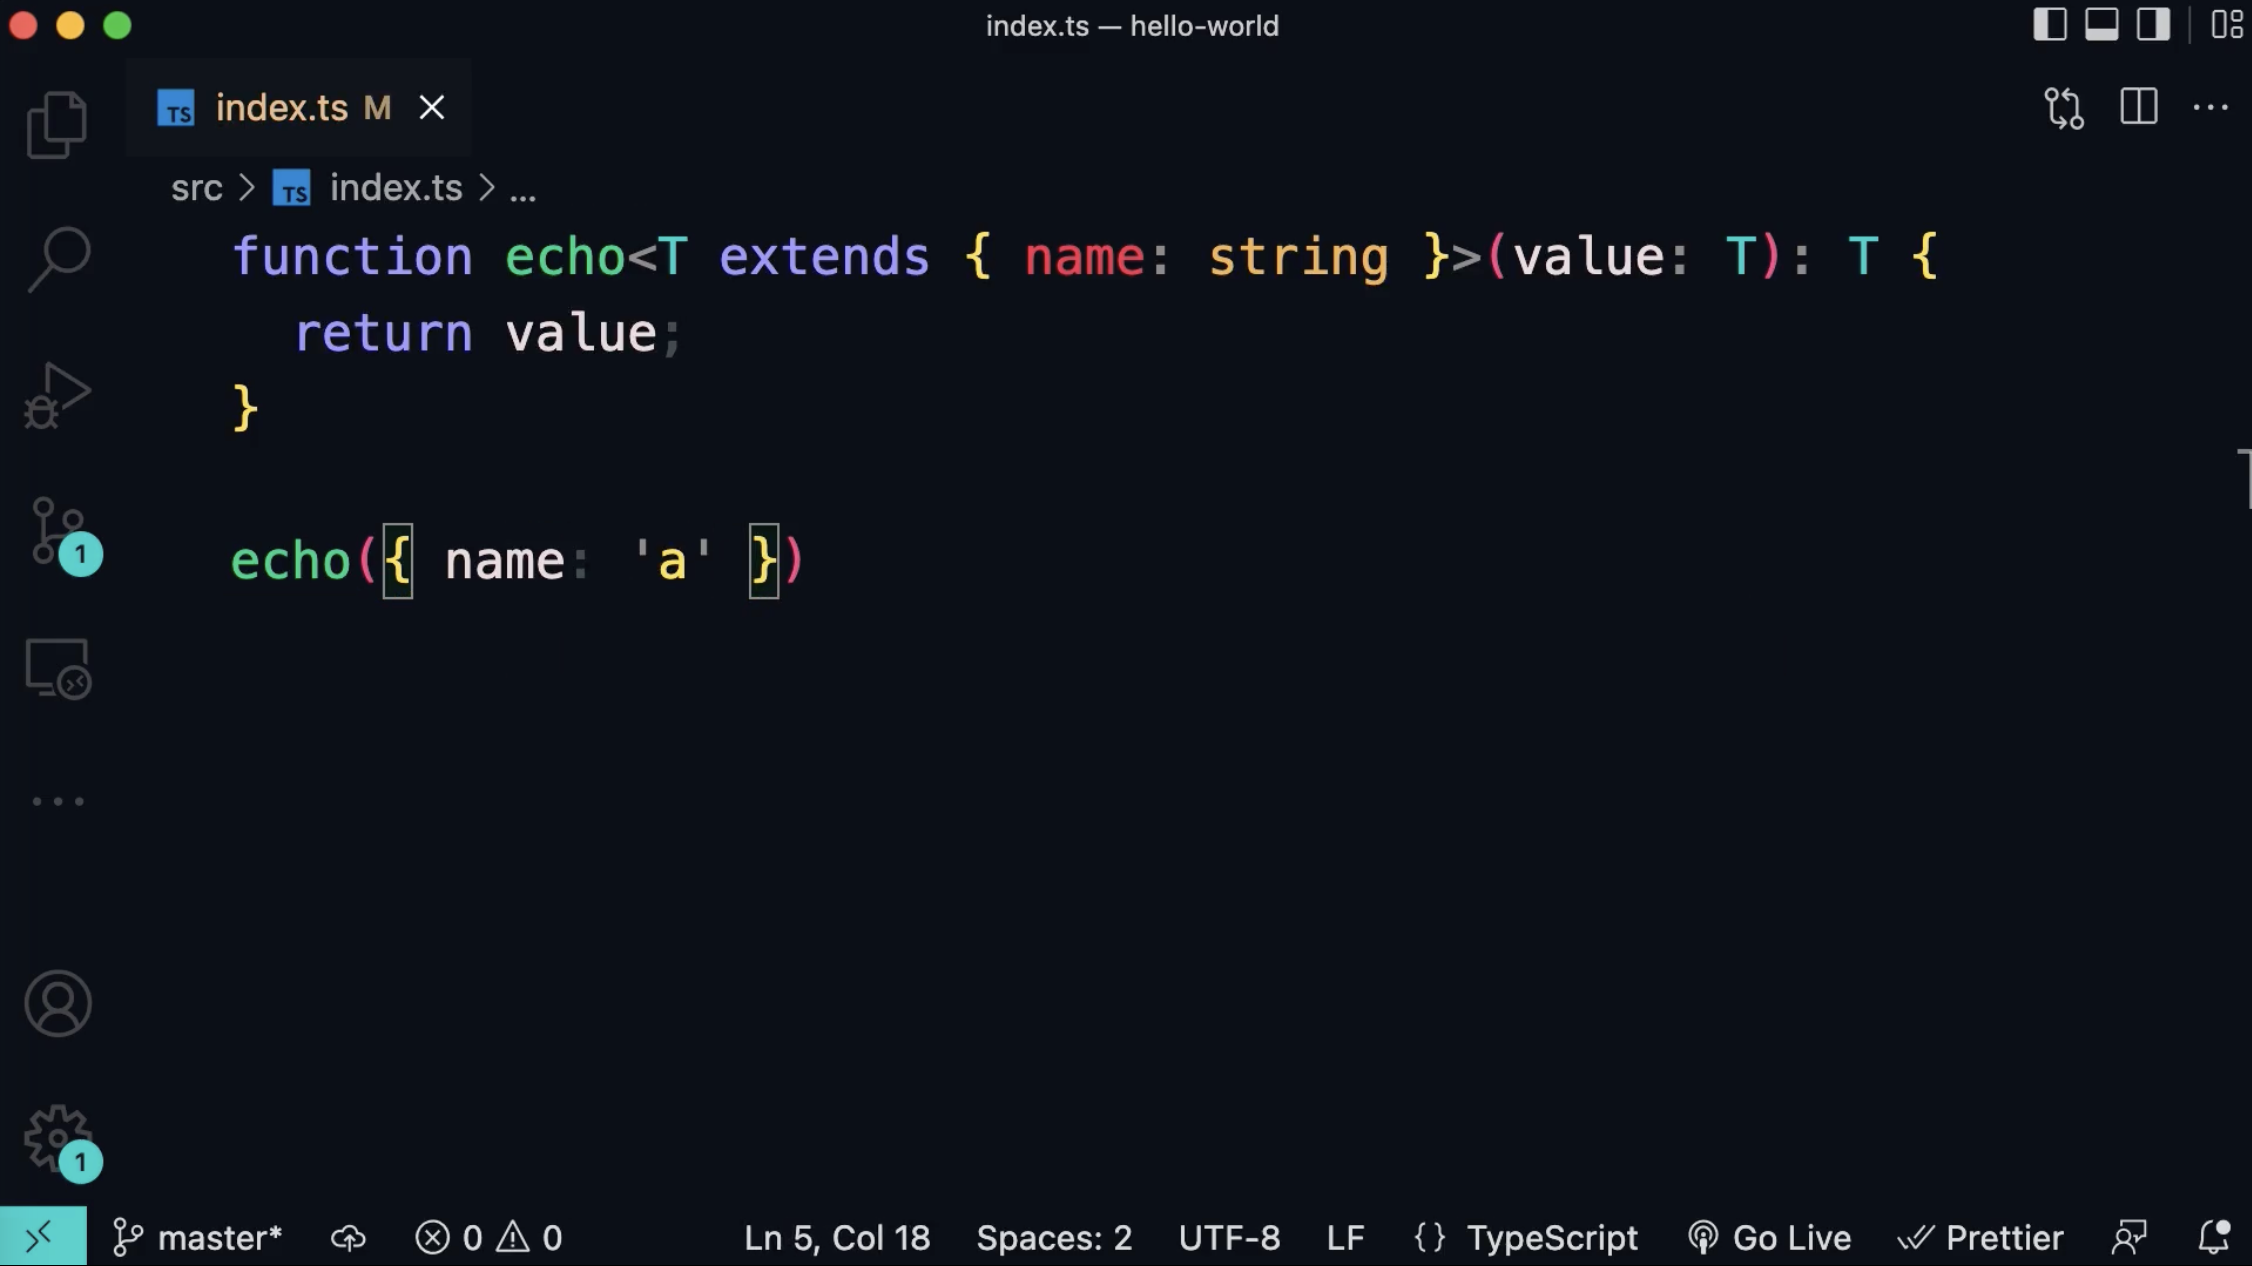 index.ts — hello-world
TS index.ts M
src > TS index.ts > ...
function echo<T extends { name: string }>(value: T): T {
  return value;
}
echo({ name: 'a' })
1
1
master* 0 0 Ln 5, Col 18 Spaces: 2 UTF-8 LF {} TypeScript Go Live Prettier